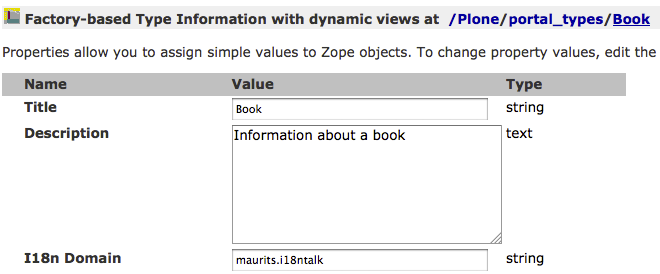 Factory-based Type Information with dynamic views at /Plone/portal_types/Book
Properties allow you to assign simple values to Zope objects. To change property values, edit the
Name Value Type
Title Book string
Description Information about a book text
I18n Domain maurits.i18ntalk string